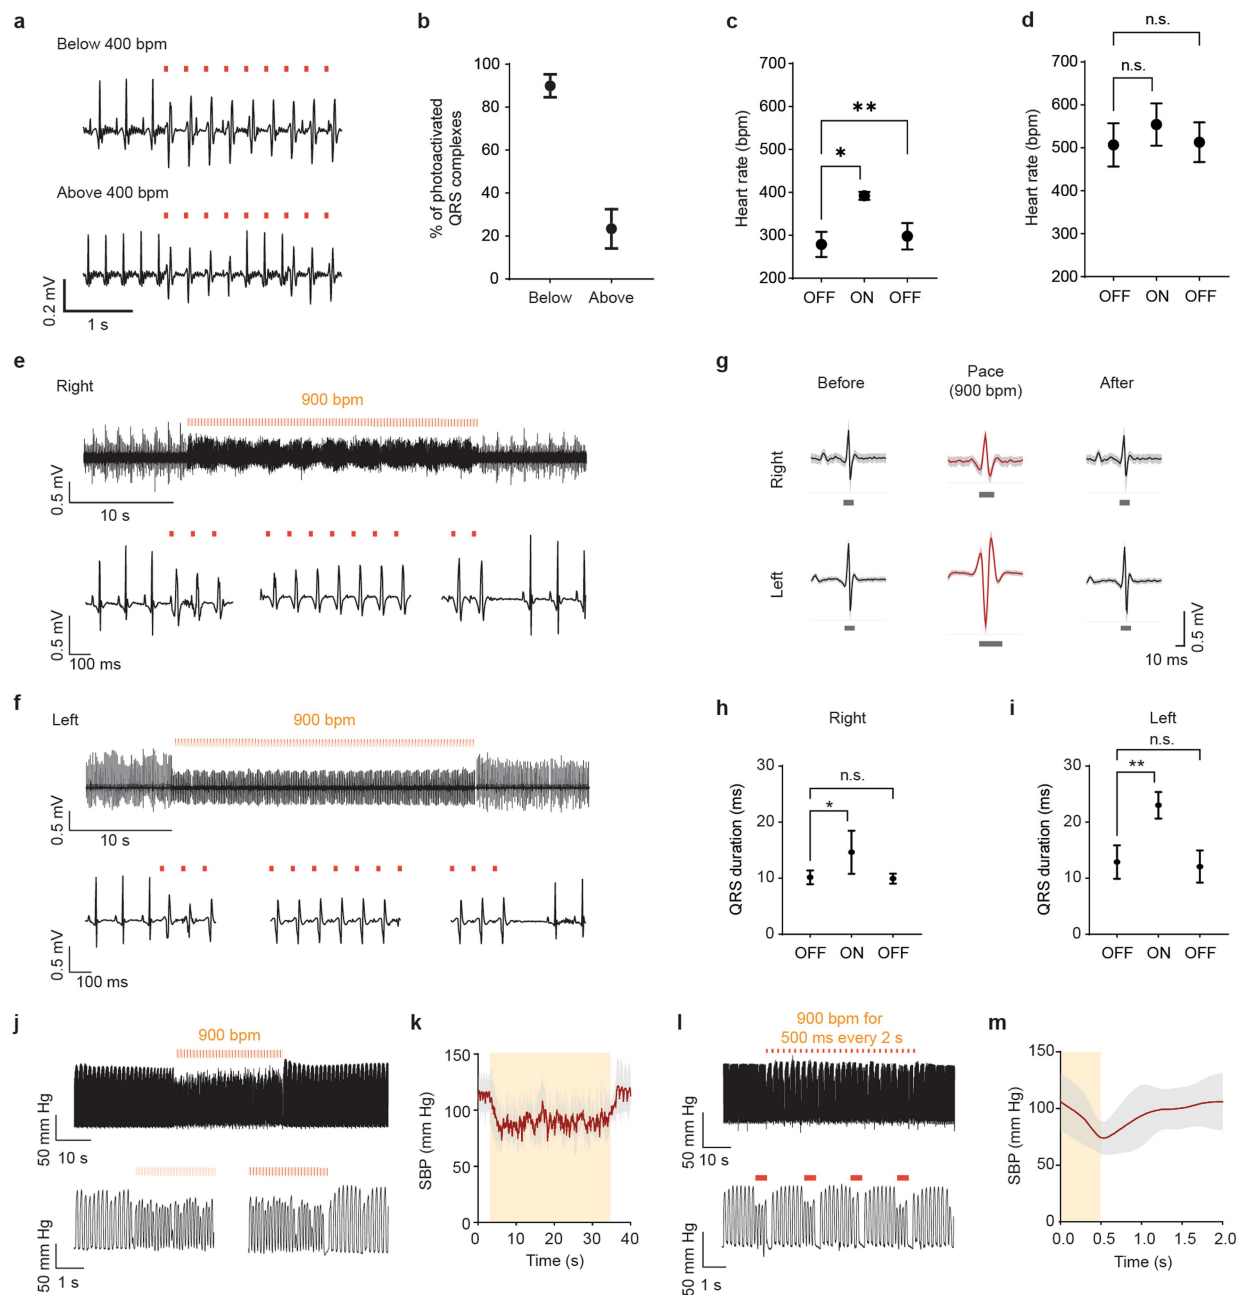 a
Below 400 bpm
Above 400 bpm
0.2 mV
1 s
b
% of photoactivated
QRS complexes
100
80
60
40
20
0
Below
Above
c
Heart rate (bpm)
700
600
500
400
300
200
**
*
OFF
ON
OFF
d
Heart rate (bpm)
700
600
500
400
300
200
n.s.
n.s.
OFF
ON
OFF
e
Right
900 bpm
0.5 mV
10 s
0.5 mV
100 ms
f
Left
900 bpm
0.5 mV
10 s
0.5 mV
100 ms
g
Before
Pace
(900 bpm)
After
Right
Left
0.5 mV
10 ms
h
Right
QRS duration (ms)
30
20
10
0
n.s.
*
OFF
ON
OFF
i
Left
QRS duration (ms)
30
20
10
0
n.s.
**
OFF
ON
OFF
j
900 bpm
50 mm Hg
10 s
50 mm Hg
1 s
k
SBP (mm Hg)
150
100
50
0
0
10
20
30
40
Time (s)
l
900 bpm for
500 ms every 2 s
50 mm Hg
10 s
50 mm Hg
1 s
m
SBP (mm Hg)
150
100
50
0
0.0
0.5
1.0
1.5
2.0
Time (s)